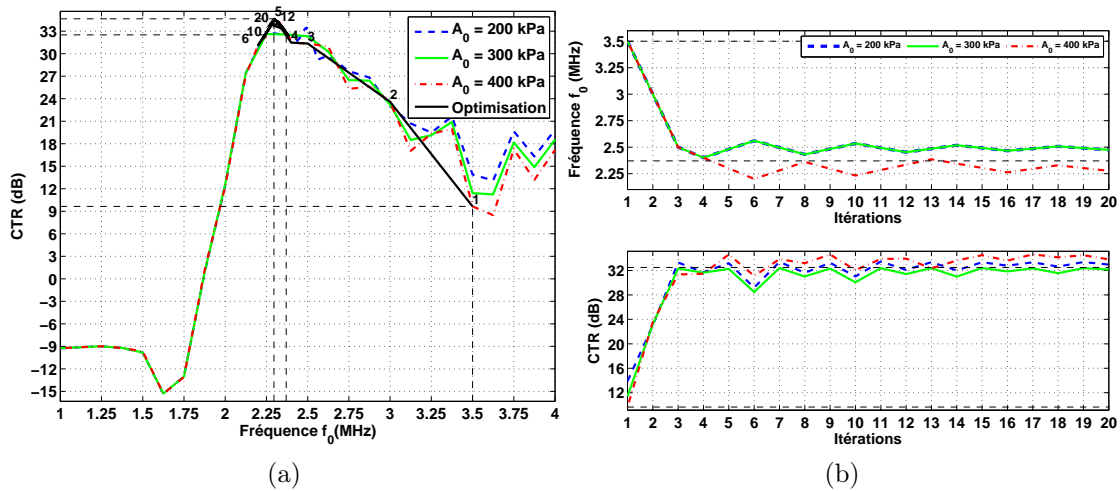 33
30
27
24
21
18
15
12
9
6
3
0
−3
−6
−9
−12
−15
CTR (dB)
1 1.25 1.5 1.75 2 2.25 2.5 2.75 3 3.25 3.5 3.75 4
Fréquence f0(MHz)
A0 = 200 kPa
A0 = 300 kPa
A0 = 400 kPa
Optimisation
20 5 12
10
6 4 3
2
1
(a)
A0 = 200 kPa A0 = 300 kPa A0 = 400 kPa
3.5
3.25
3.0
2.75
2.5
2.25
Fréquence f0 (MHz)
1 2 3 4 5 6 7 8 9 10 11 12 13 14 15 16 17 18 19 20
Itérations
32
28
24
20
16
12
CTR (dB)
1 2 3 4 5 6 7 8 9 10 11 12 13 14 15 16 17 18 19 20
Itérations
(b)